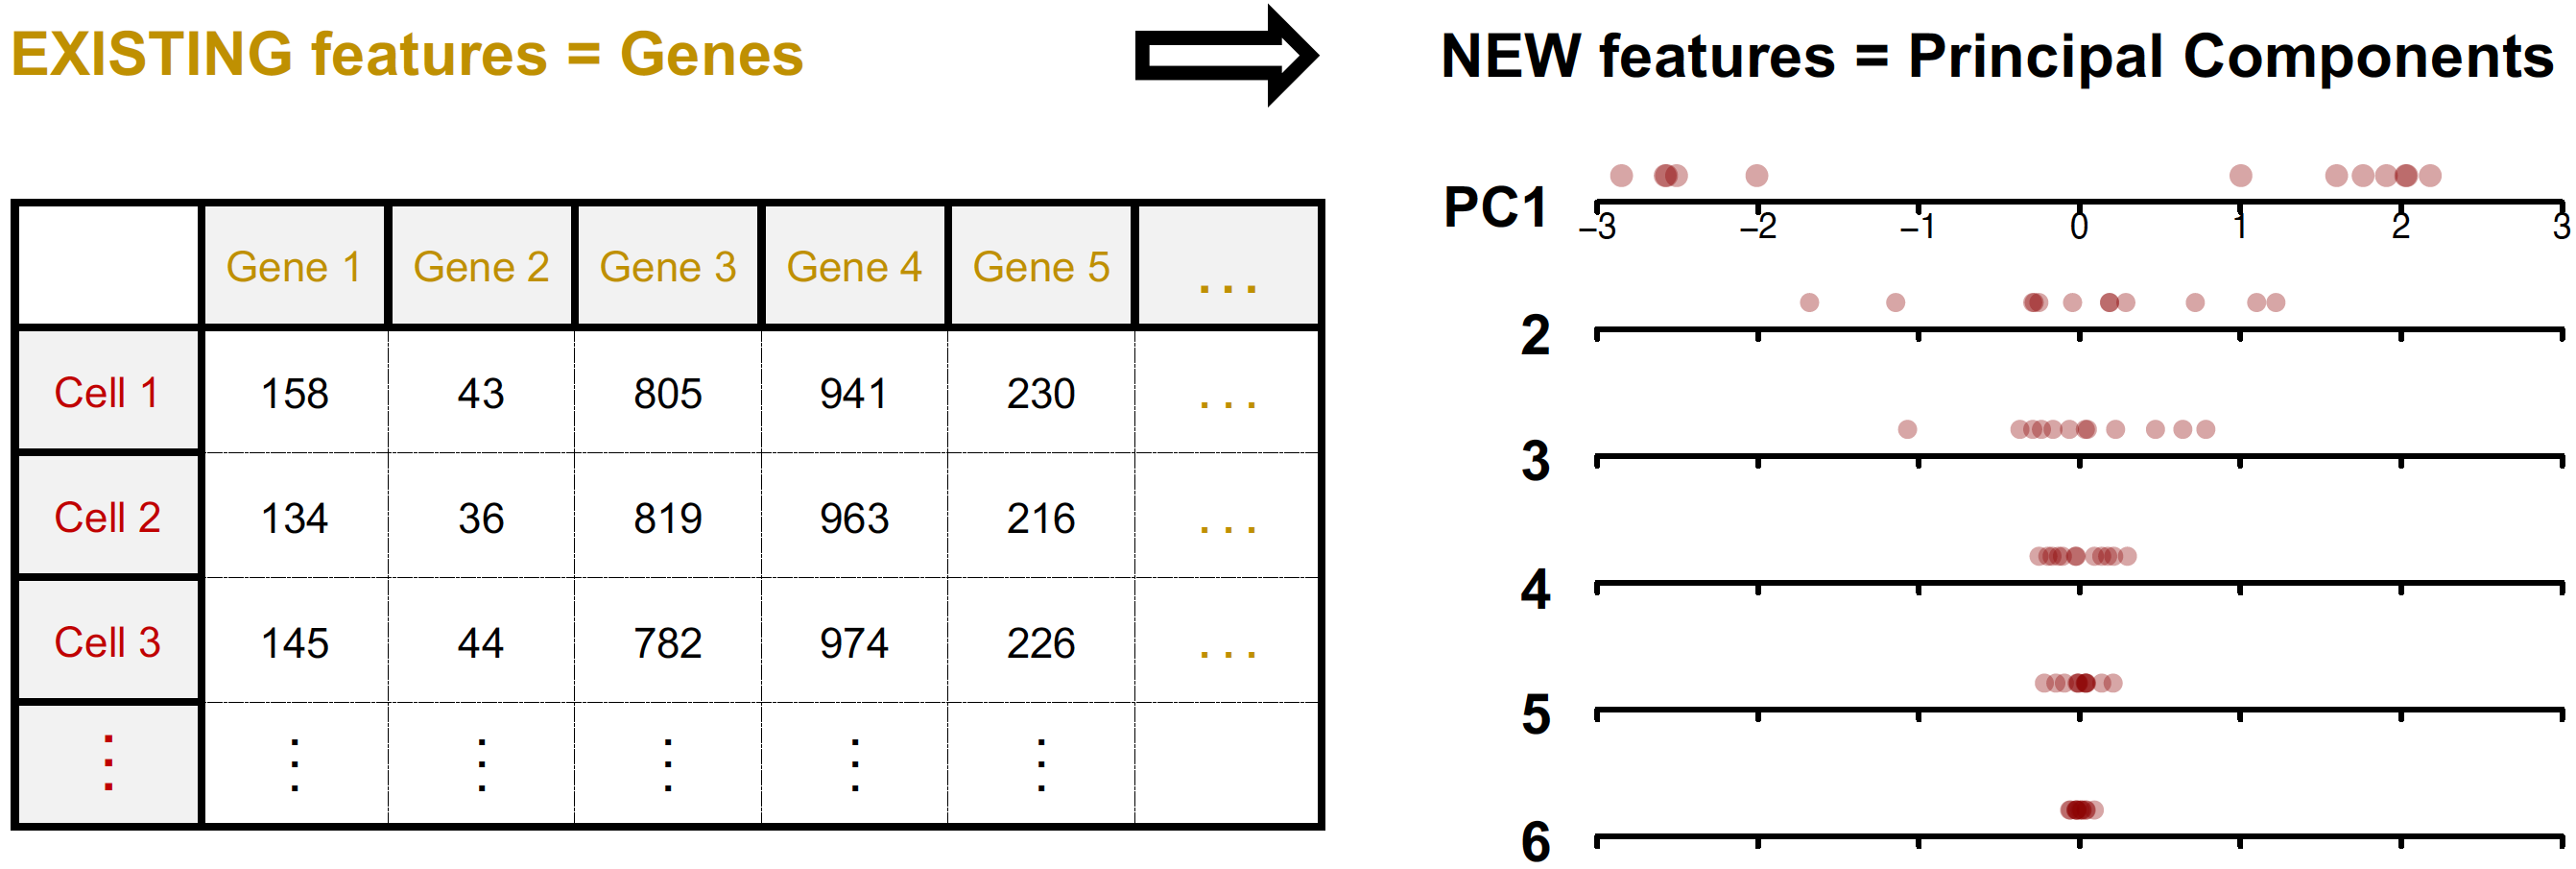 EXISTING features = Genes
NEW features = Principal Components
Gene 1 Gene 2 Gene 3 Gene 4 Gene 5 ...
Cell 1 158 43 805 941 230 ...
Cell 2 134 36 819 963 216 ...
Cell 3 145 44 782 974 226 ...
PC1
−3 −2 −1 0 1 2 3
2
3
4
5
6